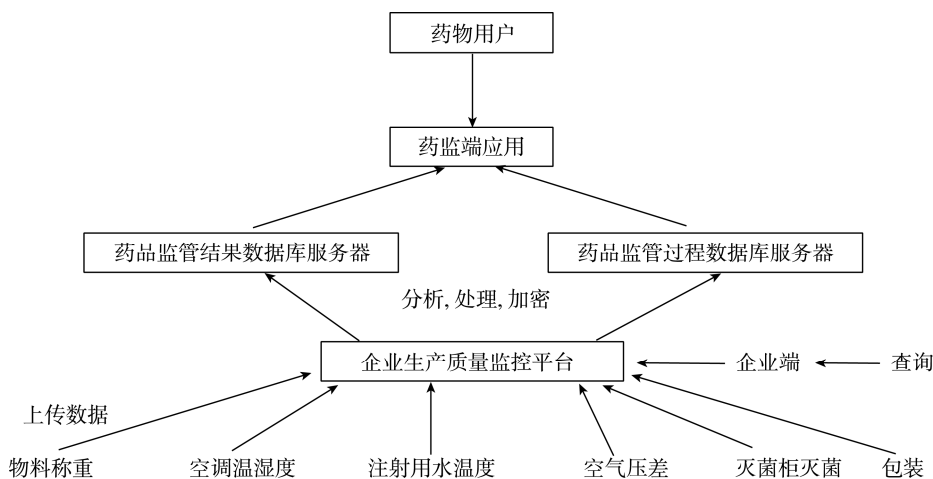 药物用户
药监端应用
药品监管结果数据库服务器
药品监管过程数据库服务器
分析, 处理, 加密
企业生产质量监控平台
企业端
查询
上传数据
物料称重
空调温湿度
注射用水温度
空气压差
灭菌柜灭菌
包装